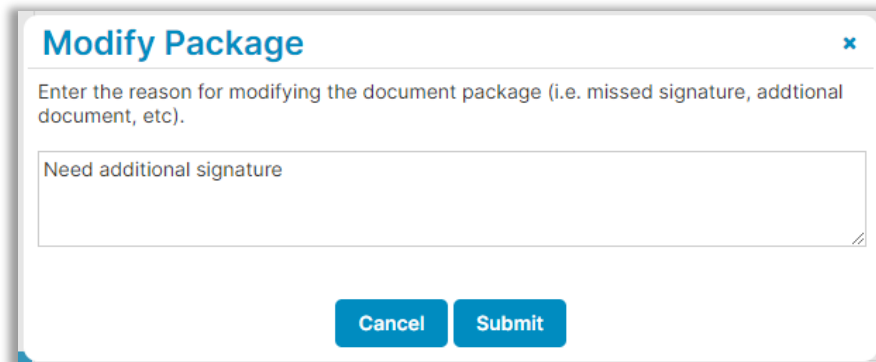 Modify Package
Enter the reason for modifying the document package (i.e. missed signature, addtional
document, etc).
Need additional signature
Cancel Submit